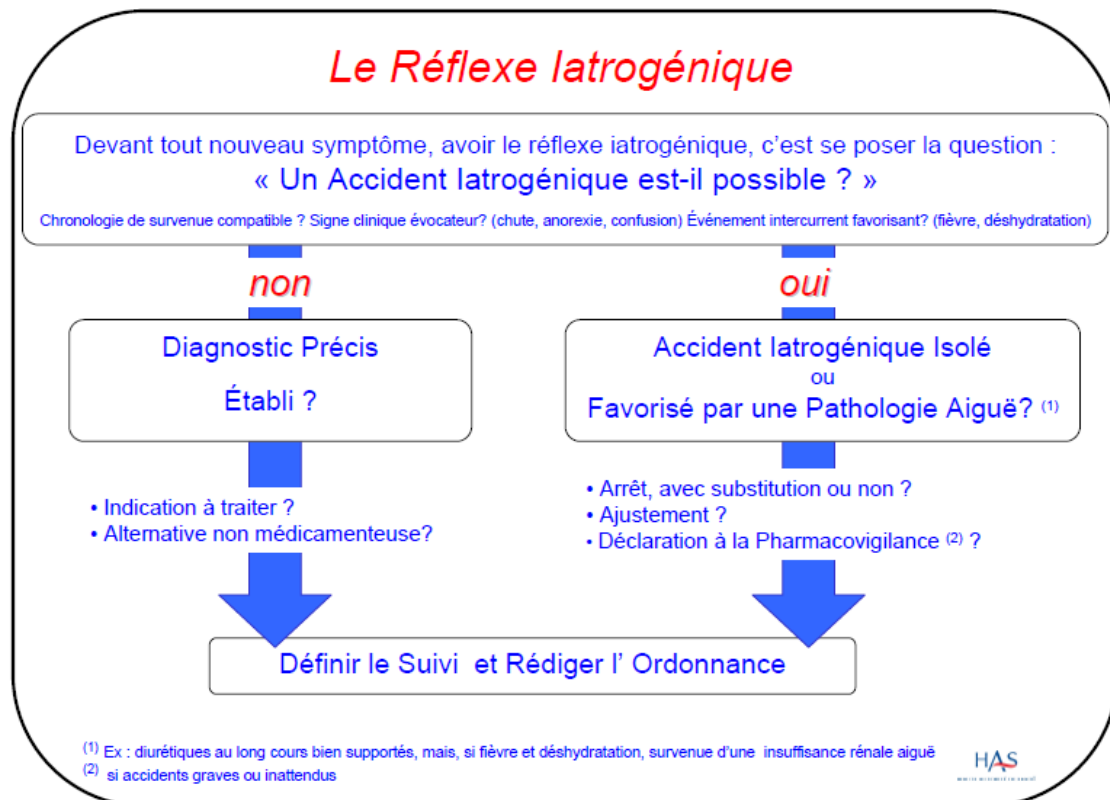 Le Réflexe Iatrogénique
Devant tout nouveau symptôme, avoir le réflexe iatrogénique, c'est se poser la question :
« Un Accident Iatrogénique est-il possible ? »
Chronologie de survenue compatible ? Signe clinique évocateur? (chute, anorexie, confusion) Événement intercurrent favorisant? (fièvre, déshydratation)
non
oui
Diagnostic Précis
Établi ?
Accident Iatrogénique Isolé
ou
Favorisé par une Pathologie Aiguë? (1)
• Indication à traiter ?
• Alternative non médicamenteuse?
• Arrêt, avec substitution ou non ?
• Ajustement ?
• Déclaration à la Pharmacovigilance (2) ?
Définir le Suivi et Rédiger l' Ordonnance
(1) Ex : diurétiques au long cours bien supportés, mais, si fièvre et déshydratation, survenue d'une insuffisance rénale aiguë
(2) si accidents graves ou inattendus
HAS